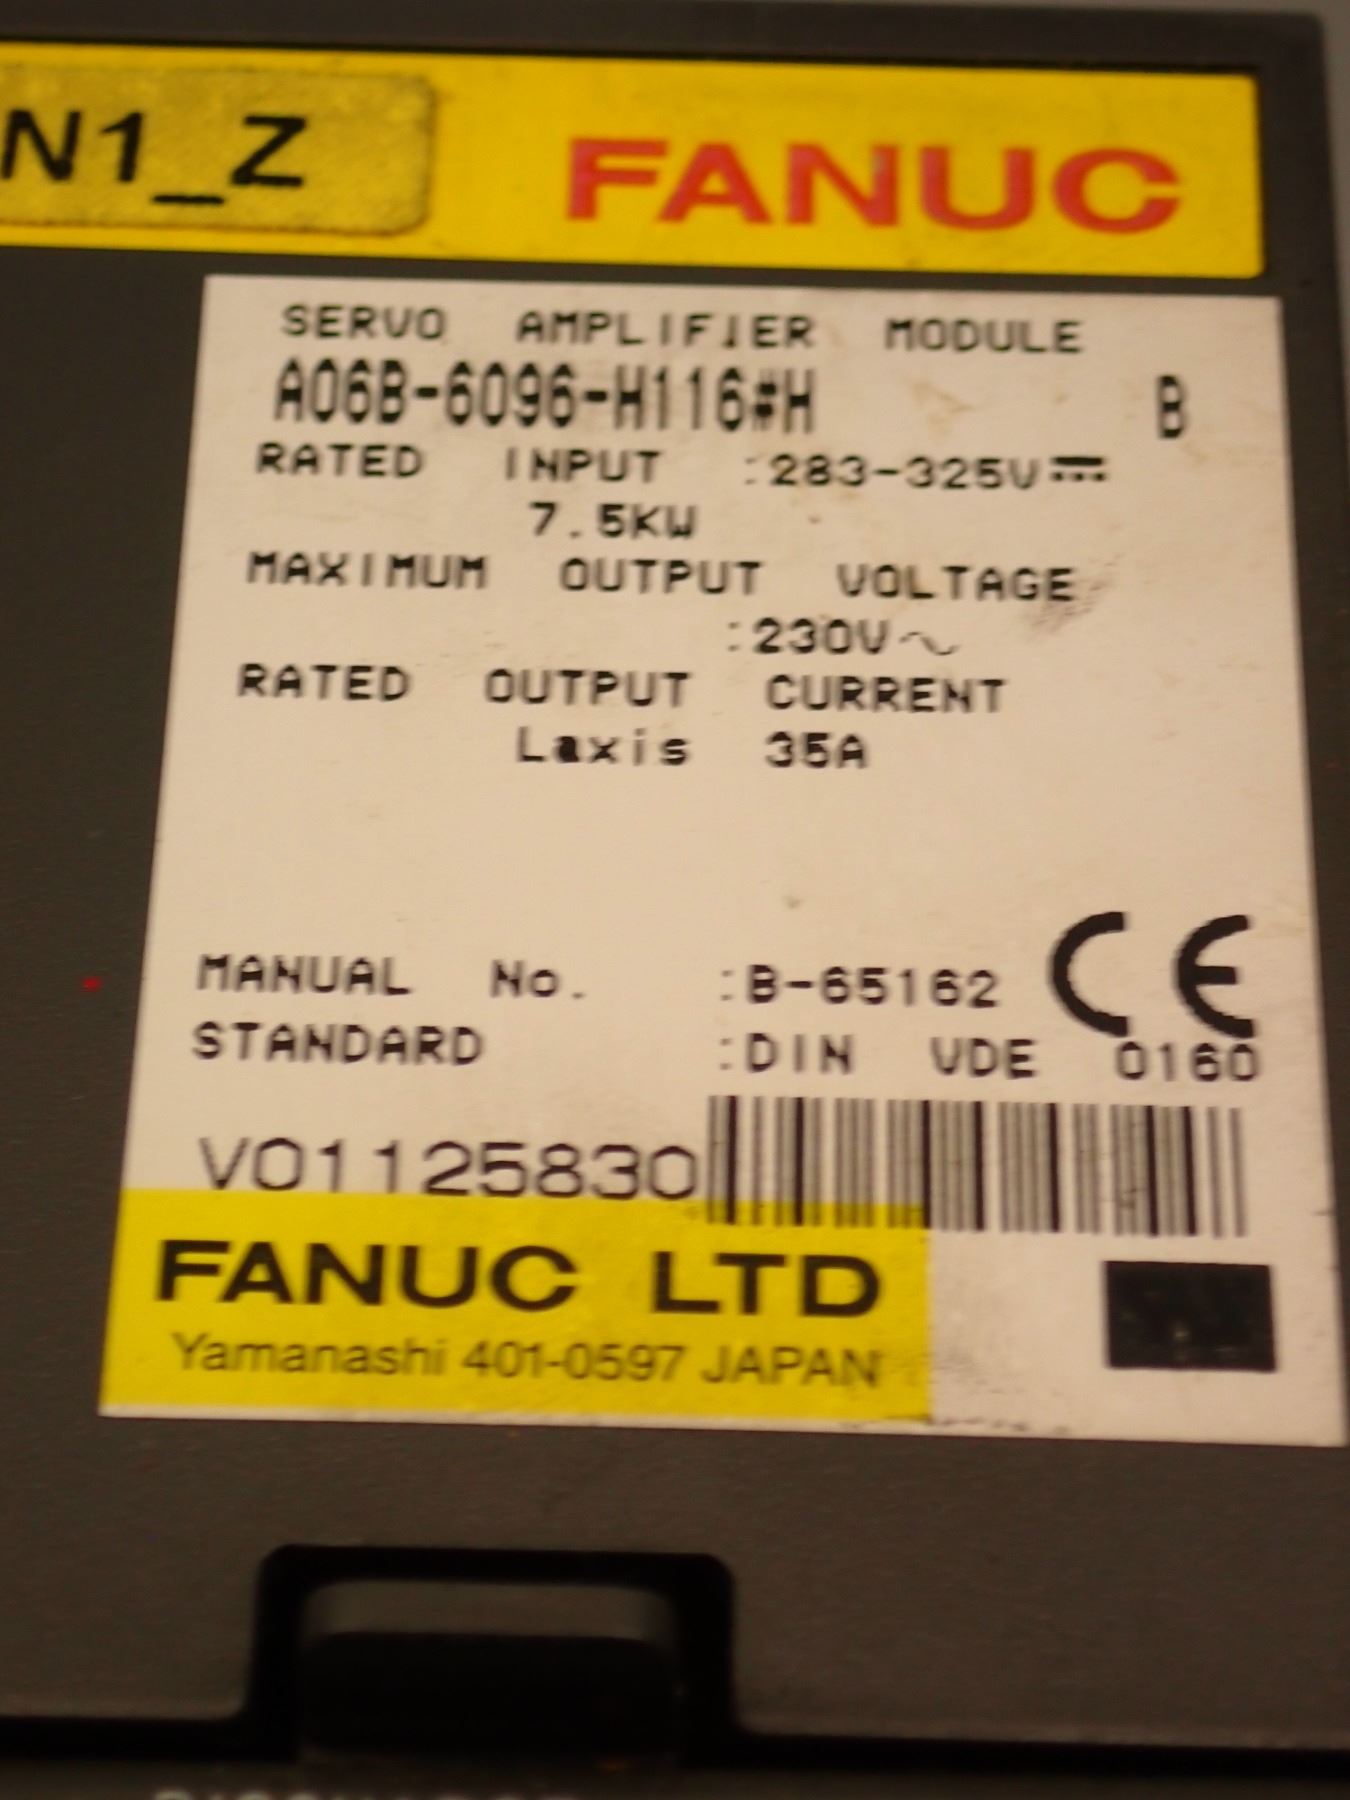 N1_Z
FANUC
SERVO AMPLIFIER MODULE
A06B-6096-H116#H B
RATED INPUT :283-325V⎓
7.5KW
MAXIMUM OUTPUT VOLTAGE
:230V~
RATED OUTPUT CURRENT
Laxis 35A
MANUAL No. :B-65162
CE
STANDARD :DIN VDE 0160
V01125830
FANUC LTD
Yamanashi 401-0597 JAPAN